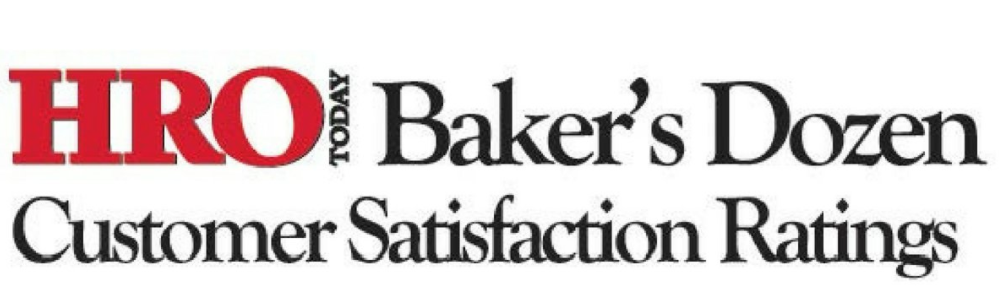 HRO TODAY Baker's Dozen
Customer Satisfaction Ratings